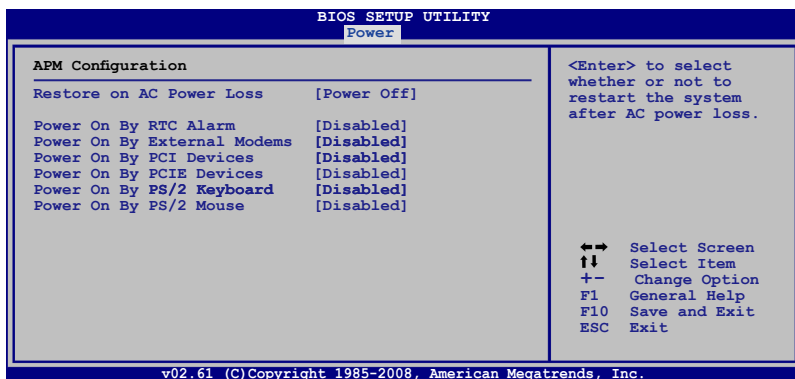 BIOS SETUP UTILITY
Power
APM Configuration
Restore on AC Power Loss [Power Off]
Power On By RTC Alarm [Disabled]
Power On By External Modems [Disabled]
Power On By PCI Devices [Disabled]
Power On By PCIE Devices [Disabled]
Power On By PS/2 Keyboard [Disabled]
Power On By PS/2 Mouse [Disabled]
<Enter> to select
whether or not to
restart the system
after AC power loss.
←→ Select Screen
↑↓ Select Item
+- Change Option
F1 General Help
F10 Save and Exit
ESC Exit
v02.61 (C)Copyright 1985-2008, American Megatrends, Inc.